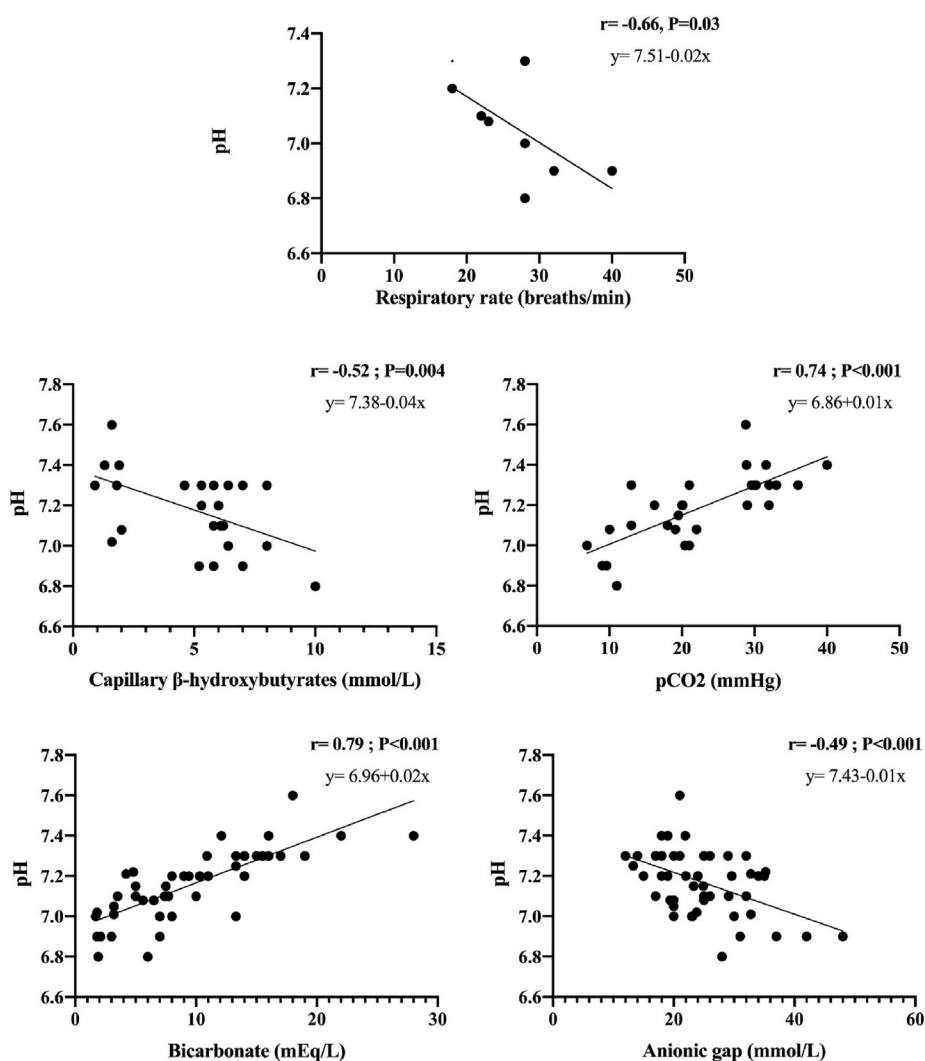 r= -0.66, P=0.03
y= 7.51-0.02x
7.4
7.2
7.0
6.8
6.6
pH
0 10 20 30 40 50
Respiratory rate (breaths/min)
r= -0.52 ; P=0.004
y= 7.38-0.04x
7.8
7.6
7.4
7.2
7.0
6.8
6.6
pH
0 5 10 15
Capillary β-hydroxybutyrates (mmol/L)
r= 0.74 ; P<0.001
y= 6.86+0.01x
7.8
7.6
7.4
7.2
7.0
6.8
6.6
pH
0 10 20 30 40 50
pCO2 (mmHg)
r= 0.79 ; P<0.001
y= 6.96+0.02x
7.8
7.6
7.4
7.2
7.0
6.8
6.6
pH
0 10 20 30
Bicarbonate (mEq/L)
r= -0.49 ; P<0.001
y= 7.43-0.01x
7.8
7.6
7.4
7.2
7.0
6.8
6.6
pH
0 20 40 60
Anionic gap (mmol/L)